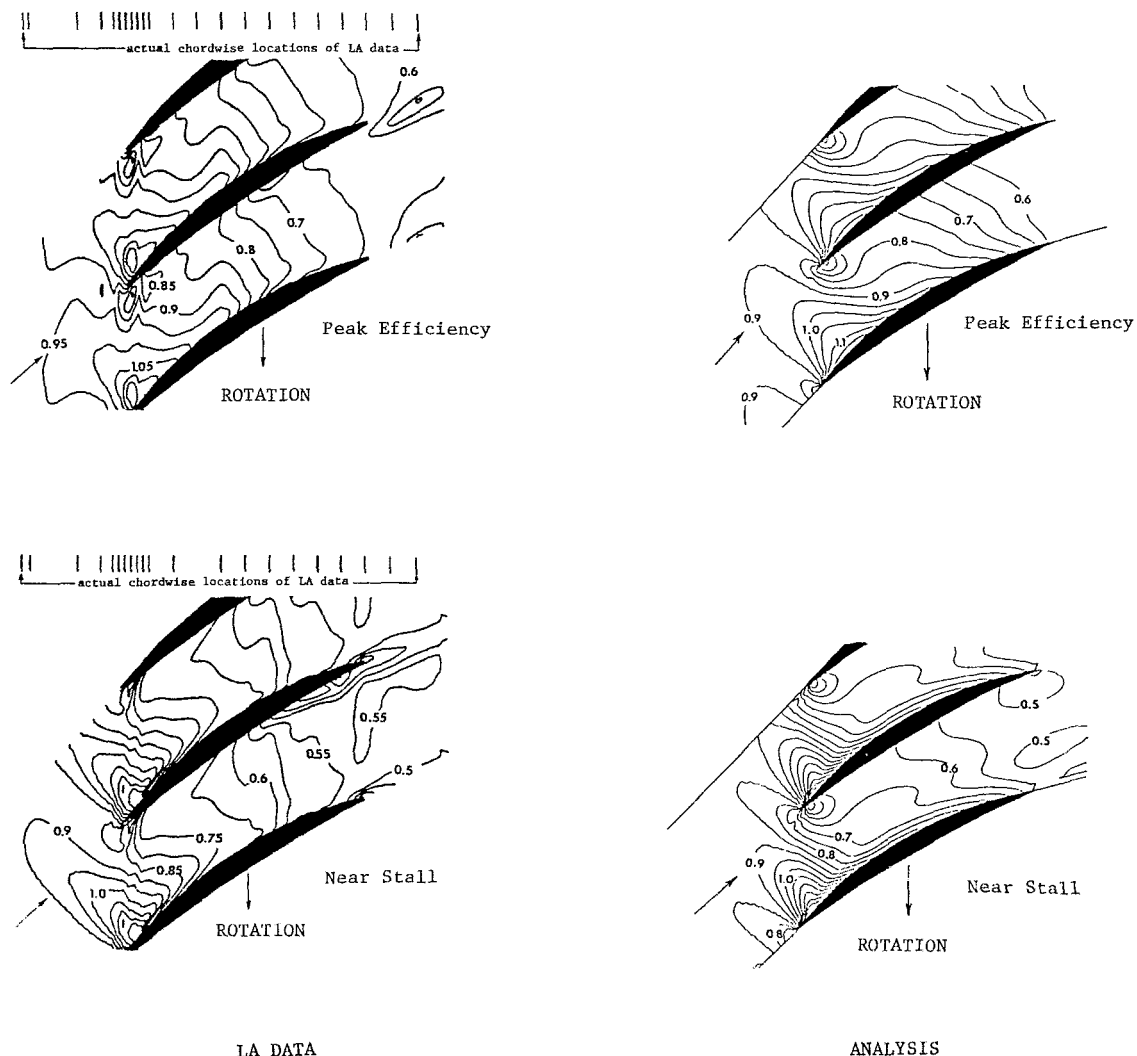 actual chordwise locations of LA data
0.6
0.7
0.8
0.85
0.9
0.95
1.05
Peak Efficiency
ROTATION
0.6
0.7
0.8
0.9
0.9
1.0
1.1
0.9
Peak Efficiency
ROTATION
actual chordwise locations of LA data
0.55
0.55
0.6
0.5
0.9
0.75
0.85
1.0
Near Stall
ROTATION
0.5
0.5
0.6
0.7
0.8
0.9
1.0
0.8
Near Stall
ROTATION
LA DATA
ANALYSIS